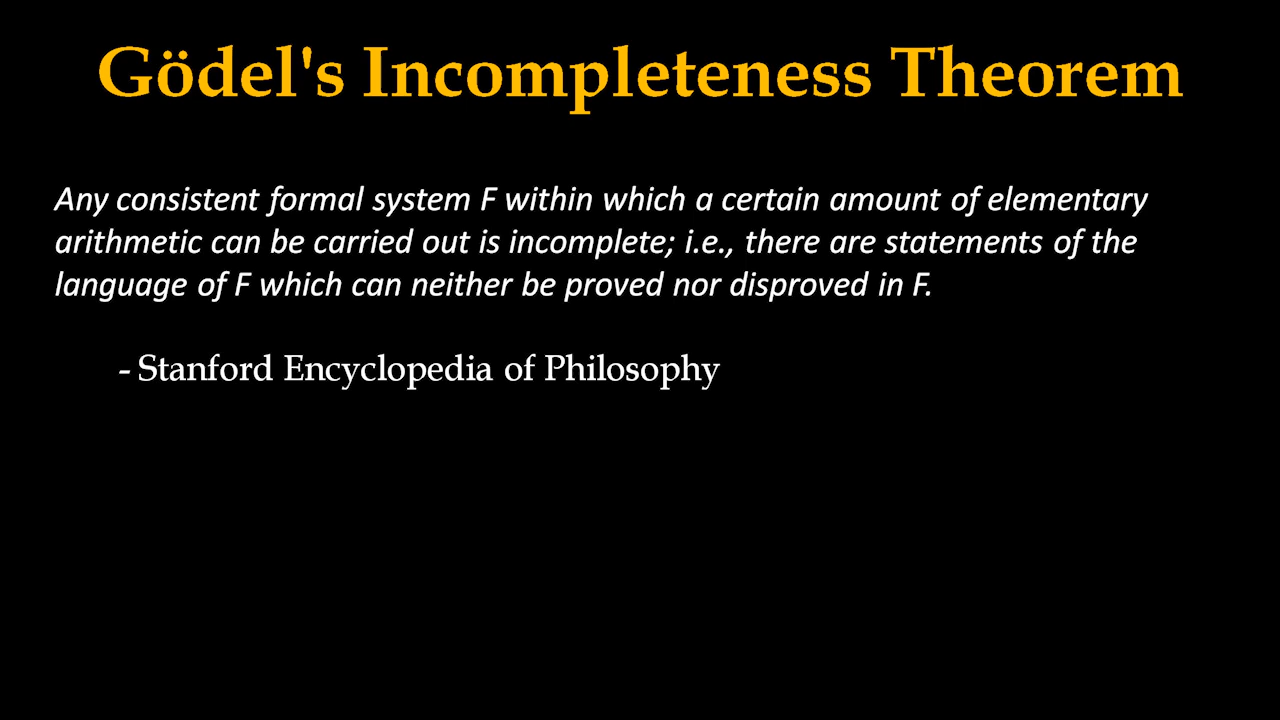 Gödel's Incompleteness Theorem
Any consistent formal system F within which a certain amount of elementary
arithmetic can be carried out is incomplete; i.e., there are statements of the
language of F which can neither be proved nor disproved in F.
- Stanford Encyclopedia of Philosophy